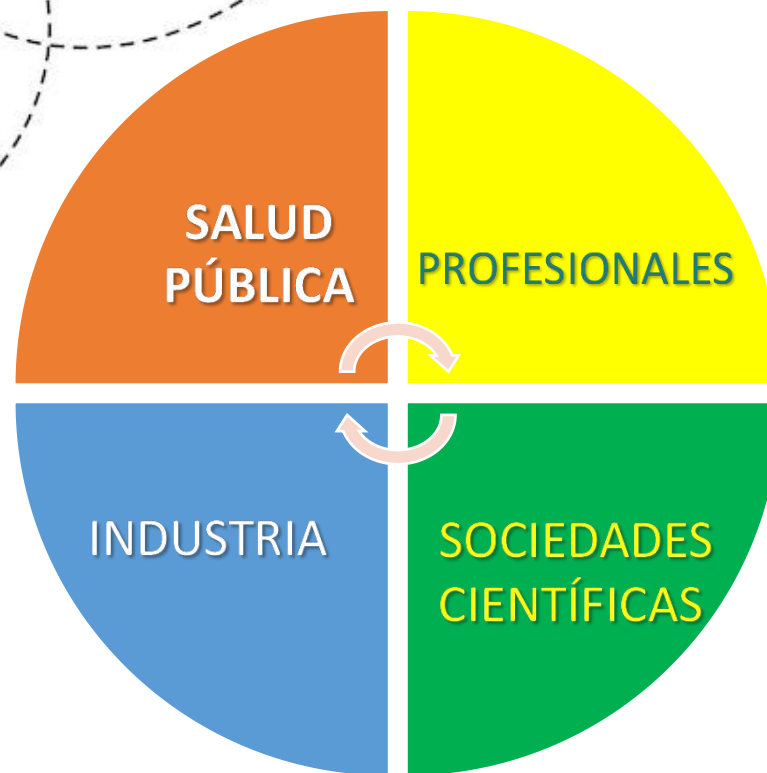 SALUD
PÚBLICA
PROFESIONALES
INDUSTRIA
SOCIEDADES
CIENTÍFICAS